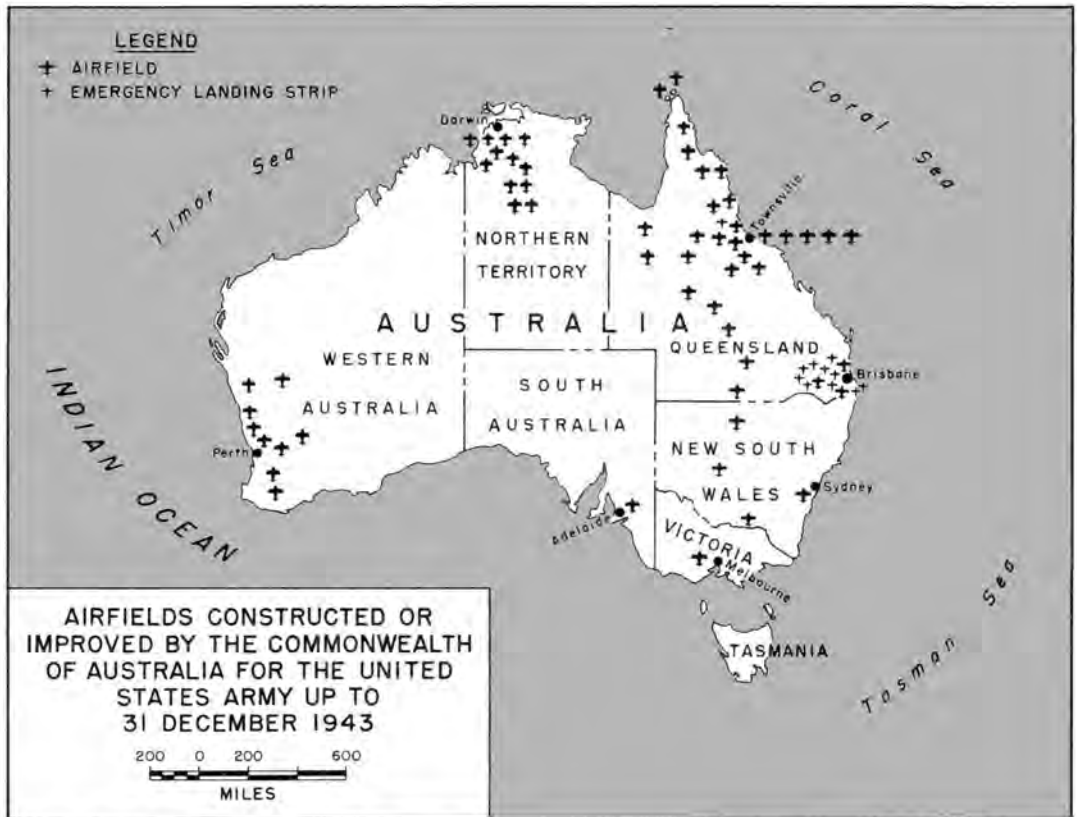 LEGEND
AIRFIELD
EMERGENCY LANDING STRIP
Timor Sea
Coral Sea
Darwin
Townsville
NORTHERN
TERRITORY
AUSTRALIA
WESTERN
AUSTRALIA
QUEENSLAND
Brisbane
SOUTH
AUSTRALIA
INDIAN OCEAN
Perth
NEW SOUTH
WALES
Sydney
Adelaide
VICTORIA
Melbourne
TASMANIA
Tasman Sea
AIRFIELDS CONSTRUCTED OR
IMPROVED BY THE COMMONWEALTH
OF AUSTRALIA FOR THE UNITED
STATES ARMY UP TO
31 DECEMBER 1943
200 0 200 600
MILES